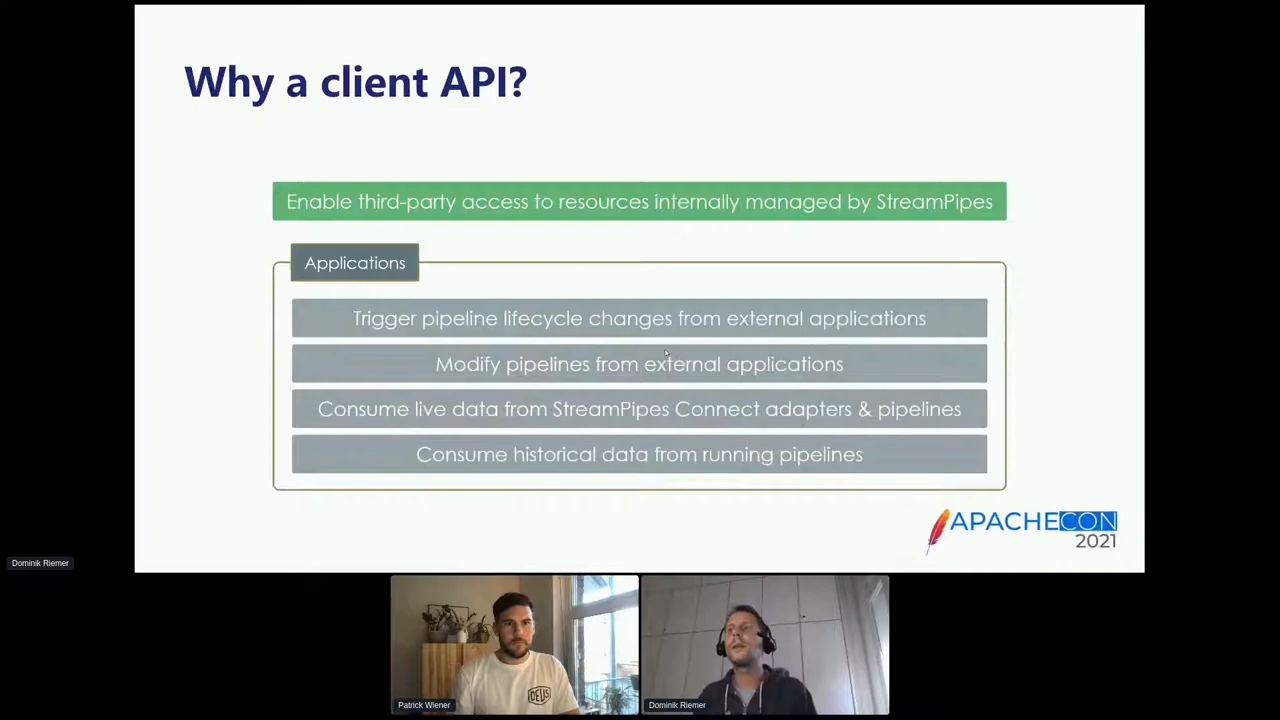 Why a client API?
Enable third-party access to resources internally managed by StreamPipes
Applications
Trigger pipeline lifecycle changes from external applications
Modify pipelines from external applications
Consume live data from StreamPipes Connect adapters & pipelines
Consume historical data from running pipelines
APACHECON
2021
Dominik Riemer
DEUS
Patrick Wiener
Dominik Riemer